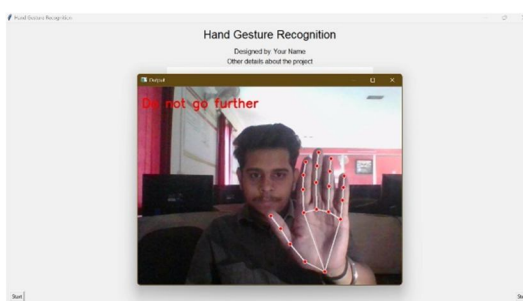 Hand Gesture Recognition
Hand Gesture Recognition
Designed by Your Name
Other details about the project
Output
Do not go further
Start